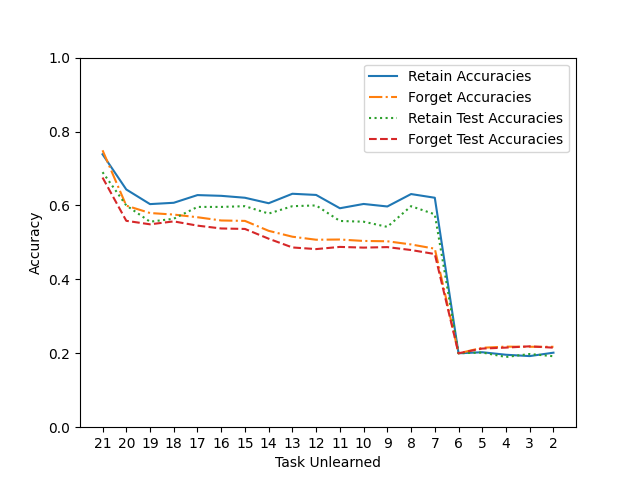 1.0
0.8
0.6
0.4
0.2
0.0
Accuracy
Retain Accuracies
Forget Accuracies
Retain Test Accuracies
Forget Test Accuracies
21 20 19 18 17 16 15 14 13 12 11 10 9 8 7 6 5 4 3 2
Task Unlearned